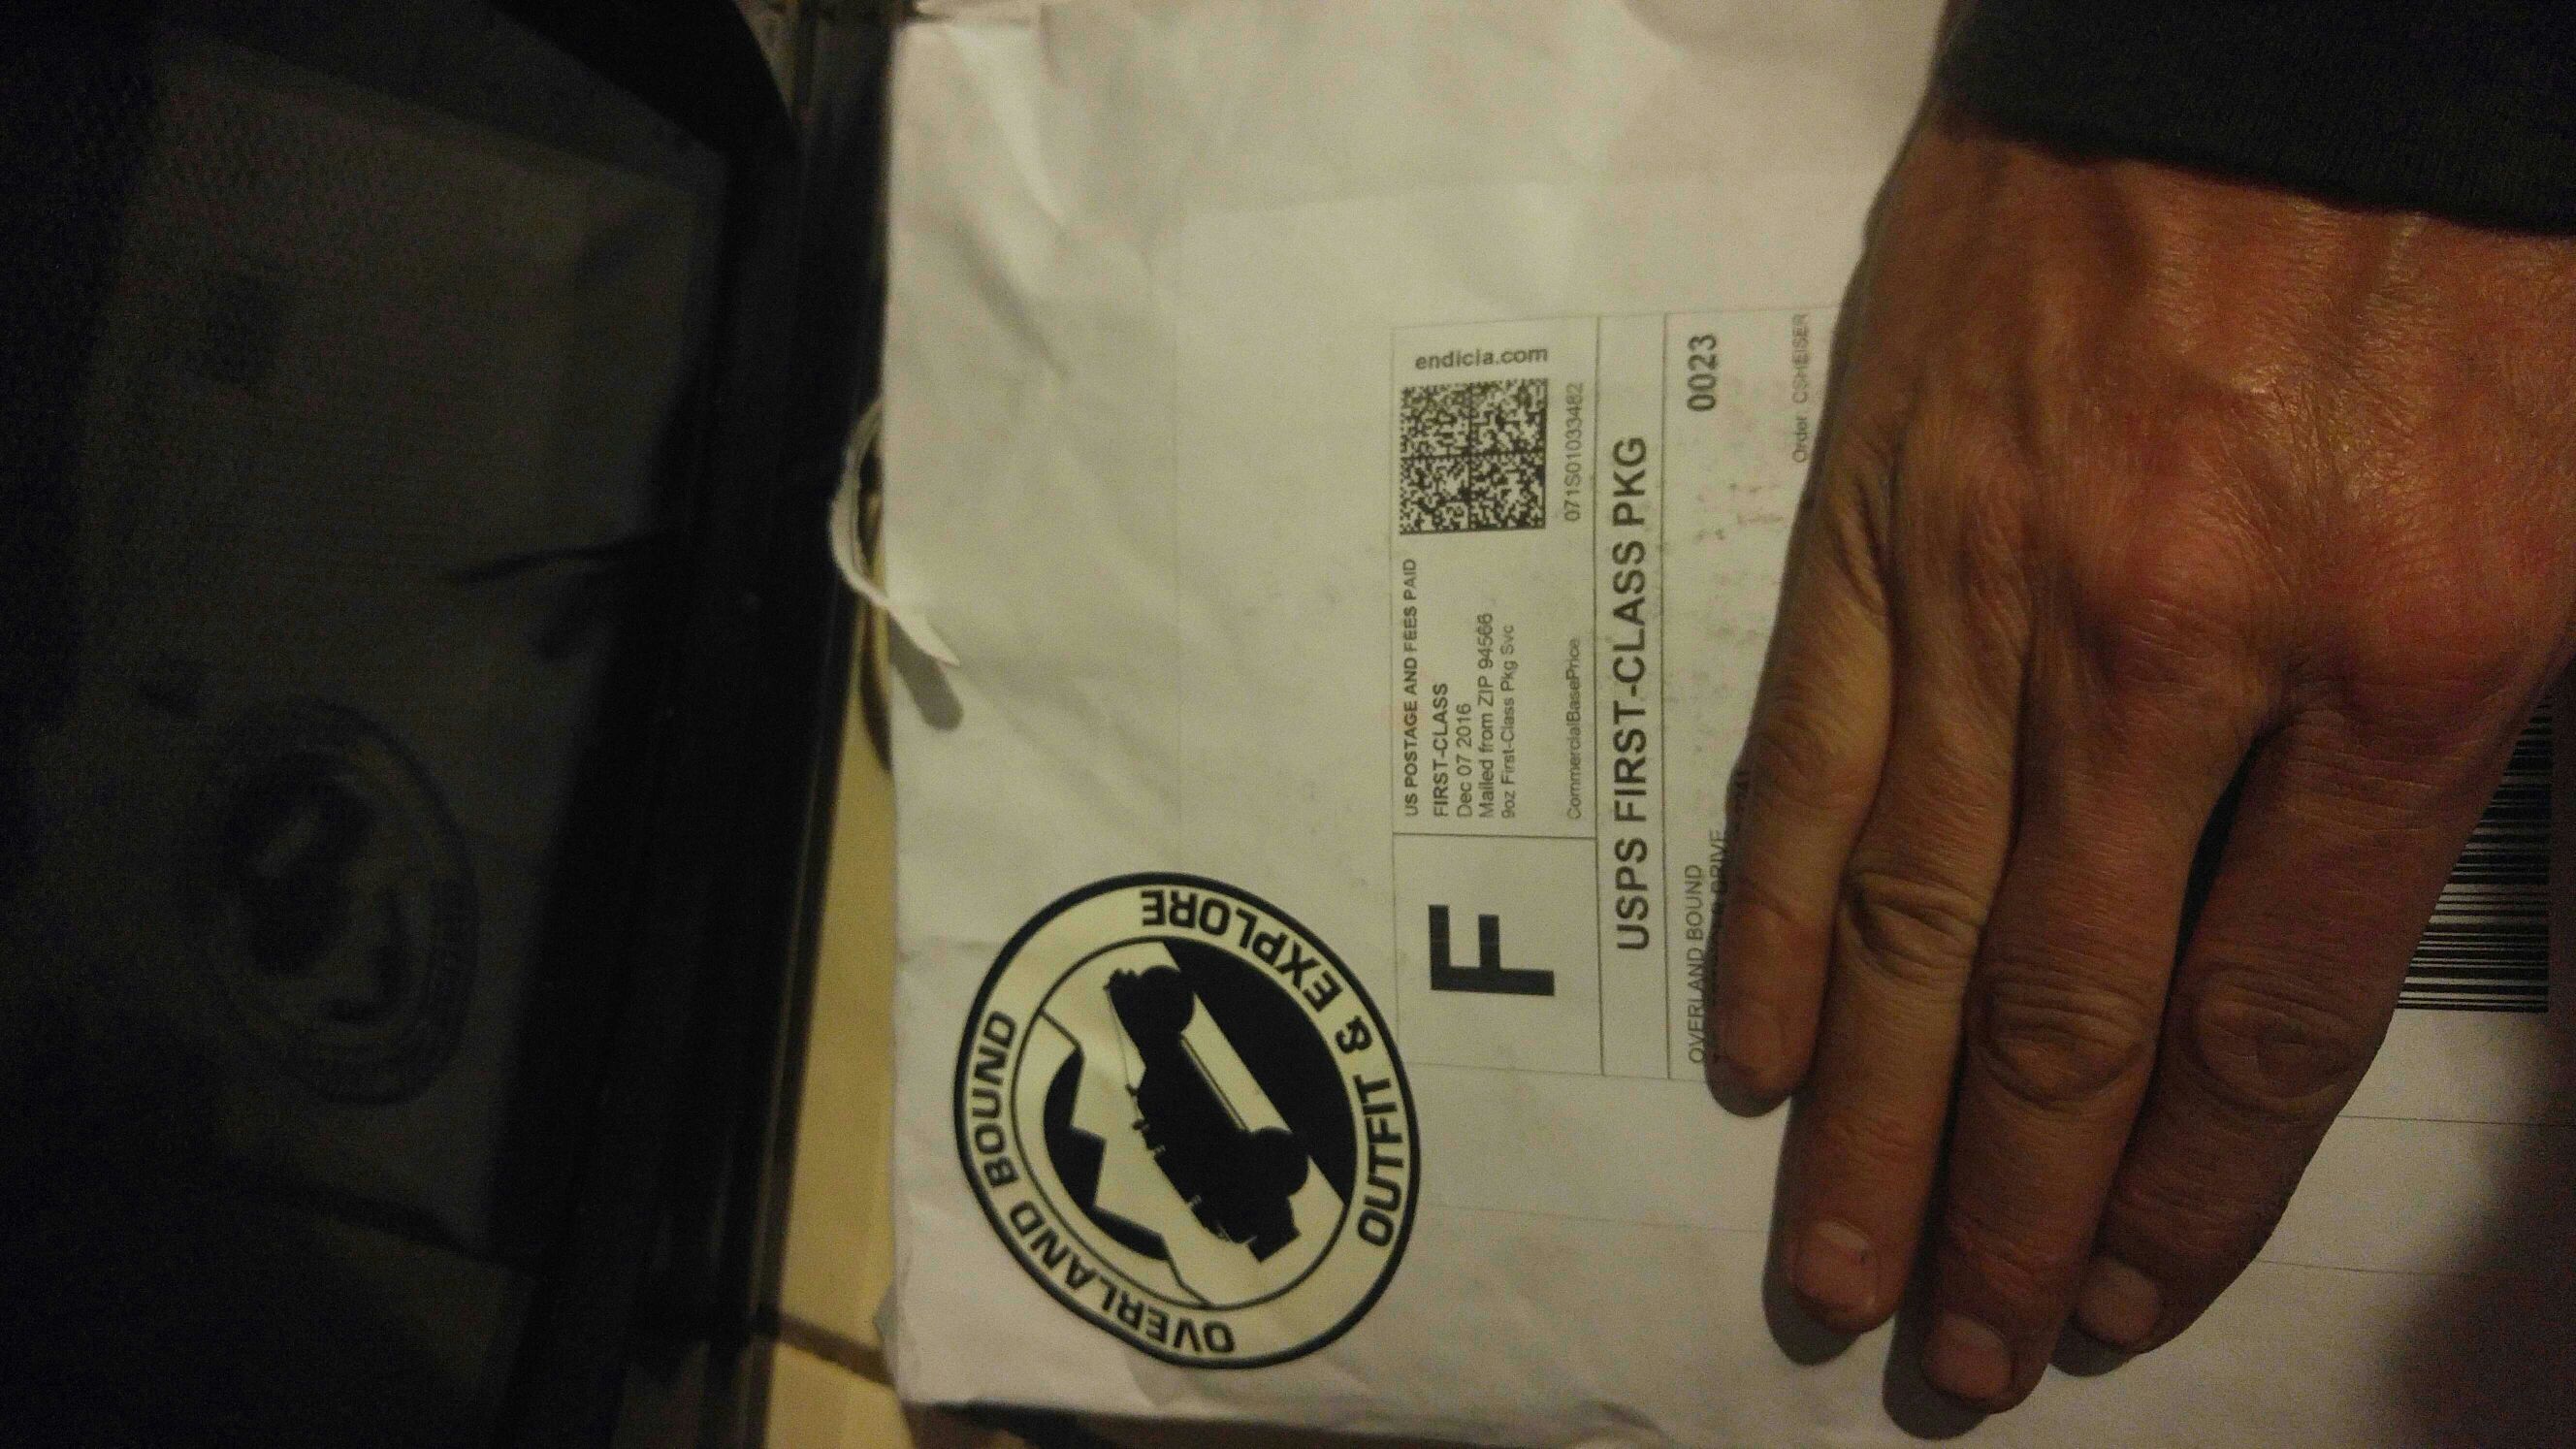 OVERLAND BOUND
OUTFIT & EXPLORE
F
US POSTAGE AND FEES PAID
FIRST-CLASS
Dec 07 2016
Mailed from ZIP 94566
9oz First-Class Pkg Svc
CommercialBasePrice
endicia.com
071S01033482
USPS FIRST-CLASS PKG
OVERLAND BOUND
DRIVE
0023
Order CSHEISER